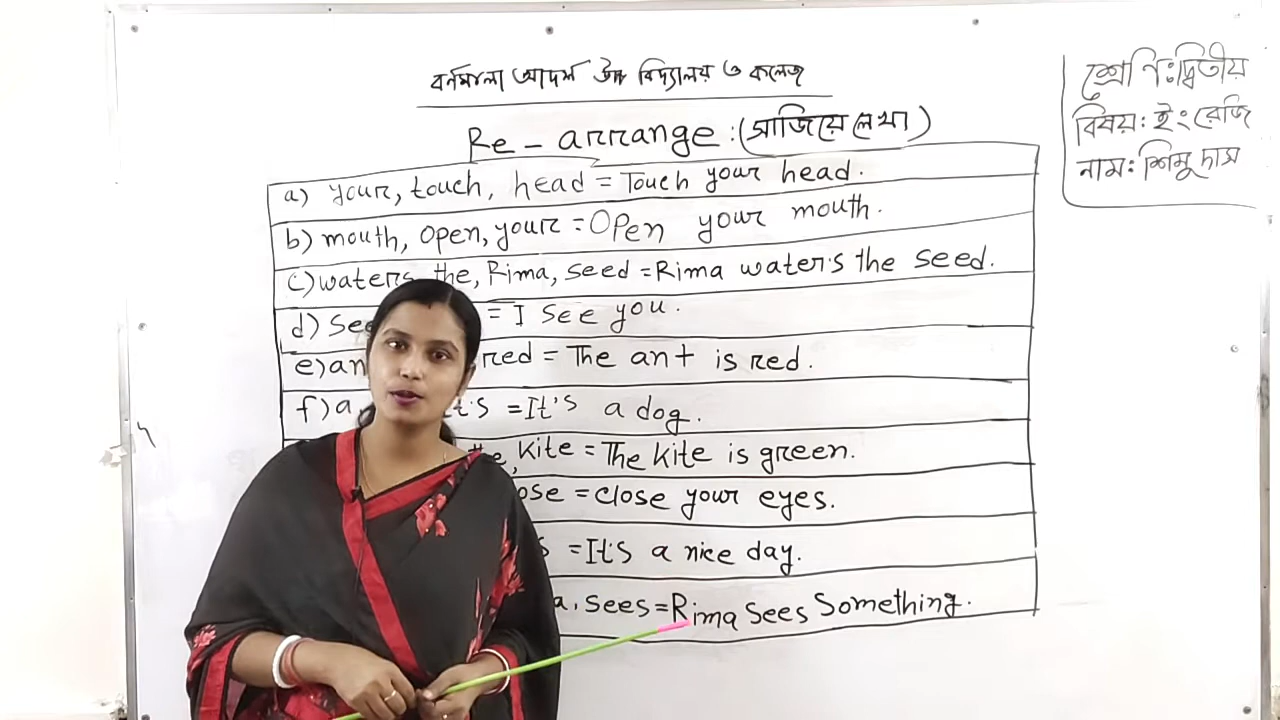 বর্নমালা আদর্শ উচ্চ বিদ্যালয় ও কলেজ
Re - arrange : (সাজিয়ে লেখা)
a) your, touch, head = Touch your head.
b) mouth, open, your = Open your mouth.
c) waters, the, Rima, seed = Rima waters the seed.
d) See = I see you.
e) an red = The ant is red.
f) a, it's = It's a dog.
the, kite = The kite is green.
ose = close your eyes.
s = It's a nice day.
a, sees = Rima sees something.
শ্রেণি: দ্বিতীয়
বিষয়: ইংরেজি
নাম: শিমু দাস